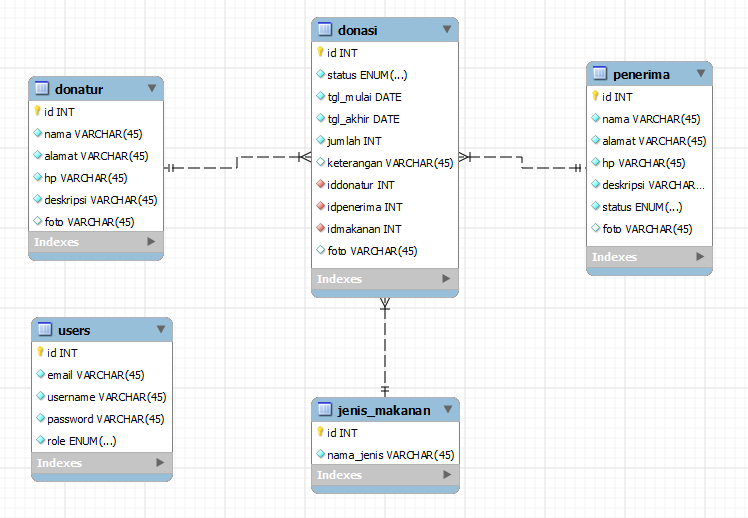 donatur
id INT
nama VARCHAR(45)
alamat VARCHAR(45)
hp VARCHAR(45)
deskripsi VARCHAR(45)
foto VARCHAR(45)
Indexes
donasi
id INT
status ENUM(...)
tgl_mulai DATE
tgl_akhir DATE
jumlah INT
keterangan VARCHAR(45)
iddonatur INT
idpenerima INT
idmakanan INT
foto VARCHAR(45)
Indexes
penerima
id INT
nama VARCHAR(45)
alamat VARCHAR(45)
hp VARCHAR(45)
deskripsi VARCHAR...
status ENUM(...)
foto VARCHAR(45)
Indexes
users
id INT
email VARCHAR(45)
username VARCHAR(45)
password VARCHAR(45)
role ENUM(...)
Indexes
jenis_makanan
id INT
nama_jenis VARCHAR(45)
Indexes